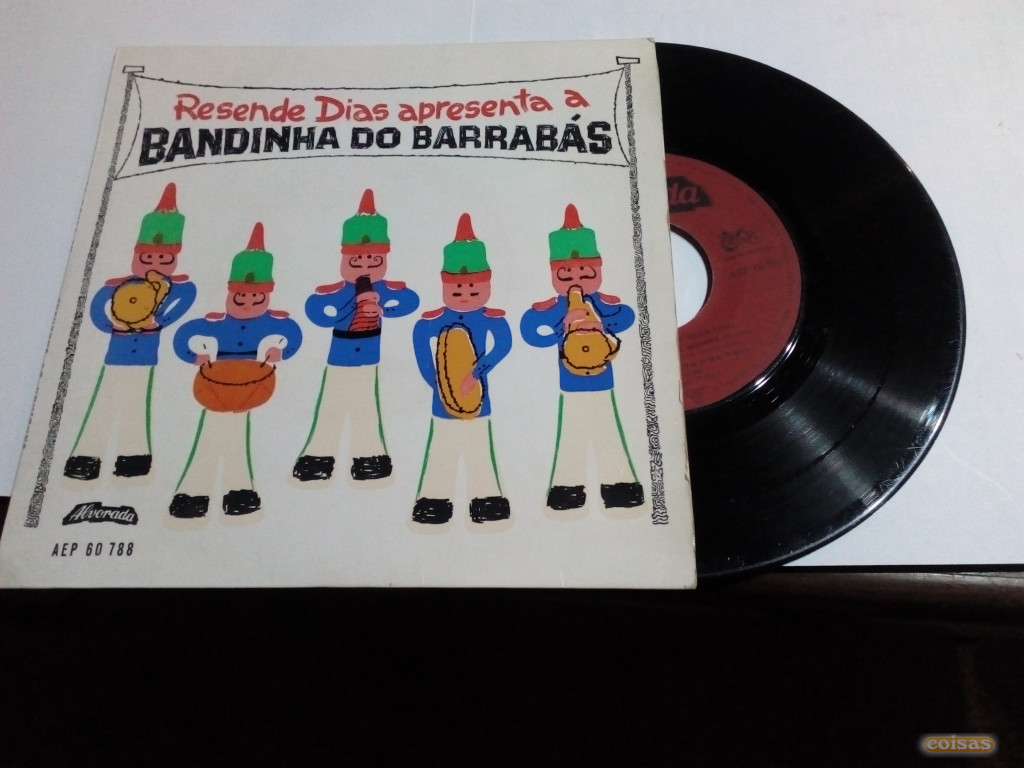 Resende Dias apresenta a
BANDINHA DO BARRABÁS
Alvorada
AEP 60 788
coisas